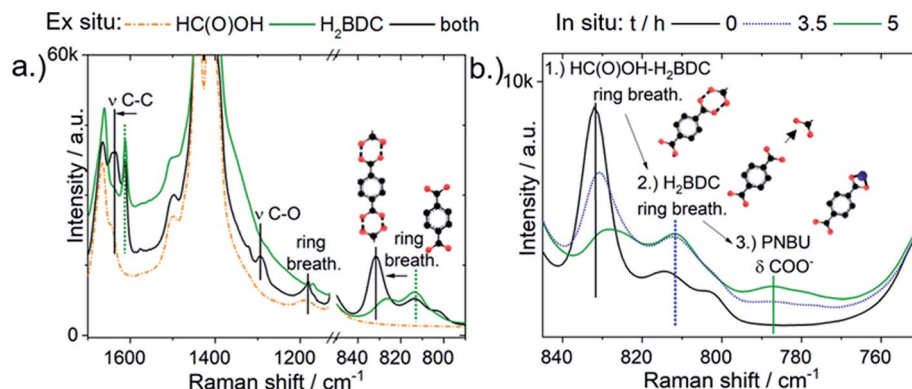 Ex situ: HC(O)OH H₂BDC both
In situ: t / h 0 3.5 5
a.)
60k
0
Intensity / a.u.
ν C-C
ν C-O
ring
breath.
ring
breath.
1600 1400 1200 840 800
Raman shift / cm⁻¹
b.)
10k
Intensity / a.u.
1.) HC(O)OH-H₂BDC
ring breath.
2.) H₂BDC
ring breath.
3.) PNBU
δ COO⁻
840 820 800 780 760
Raman shift / cm⁻¹